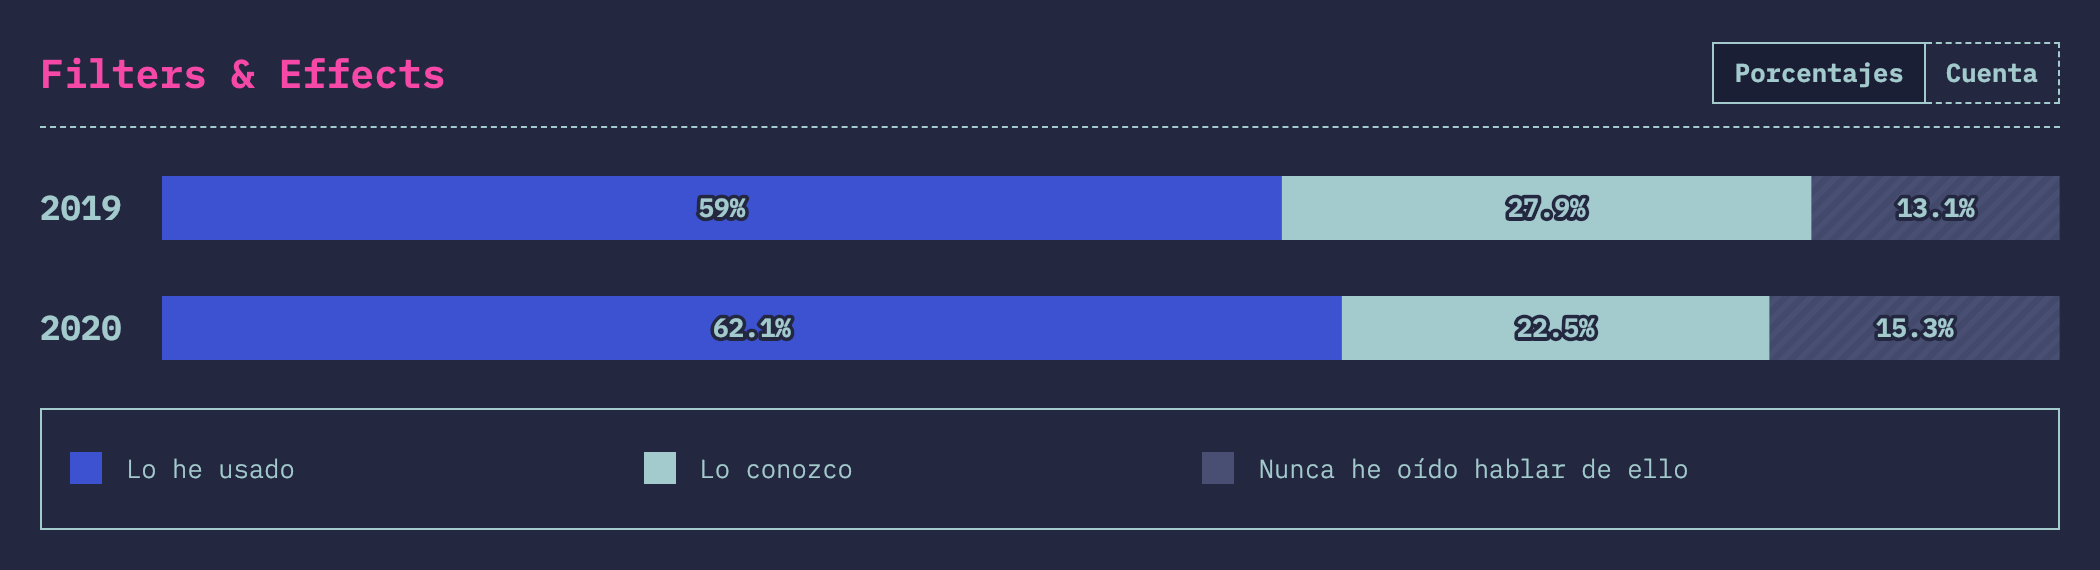 Filters & Effects
Porcentajes Cuenta
2019 59% 27.9% 13.1%
2020 62.1% 22.5% 15.3%
Lo he usado Lo conozco Nunca he oído hablar de ello